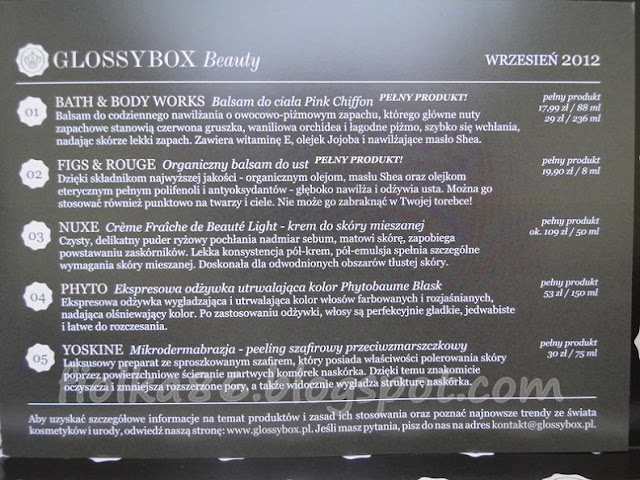 GLOSSYBOX Beauty
WRZESIEŃ 2012
01 BATH & BODY WORKS Balsam do ciała Pink Chiffon PEŁNY PRODUKT!
pełny produkt
17,99 zł / 88 ml
29 zł / 236 ml
Balsam do codziennego nawilżania o owocowo-piżmowym zapachu, którego główne nuty
zapachowe stanowią czerwona gruszka, waniliowa orchidea i łagodne piżmo, szybko się wchłania,
nadając skórze lekki zapach. Zawiera witaminę E, olejek Jojoba i nawilżające masło Shea.
02 FIGS & ROUGE Organiczny balsam do ust PEŁNY PRODUKT!
pełny produkt
19,90 zł / 8 ml
Dzięki składnikom najwyższej jakości - organicznym olejom, masłu Shea oraz olejkom
eterycznym pełnym polifenoli i antyoksydantów - głęboko nawilża i odżywia usta. Można go
stosować również punktowo na twarzy i ciele. Nie może go zabraknąć w Twojej torebce!
03 NUXE Crème Fraîche de Beauté Light - krem do skóry mieszanej
pełny produkt
ok. 109 zł / 50 ml
Czysty, delikatny puder ryżowy pochłania nadmiar sebum, matowi skórę, zapobiega
powstawaniu zaskórników. Lekka konsystencja pół-krem, pół-emulsja spełnia szczególne
wymagania skóry mieszanej. Doskonała dla odwodnionych obszarów tłustej skóry.
04 PHYTO Ekspresowa odżywka utrwalająca kolor Phytobaume Blask
pełny produkt
53 zł / 150 ml
Ekspresowa odżywka wygładzająca i utrwalająca kolor włosów farbowanych i rozjaśnianych,
nadająca olśniewający kolor. Po zastosowaniu odżywki, włosy są perfekcyjnie gładkie, jedwabiste
i łatwe do rozczesania.
05 YOSKINE Mikrodermabrazja - peeling szafirowy przeciwzmarszczkowy
pełny produkt
30 zł / 75 ml
Luksusowy preparat ze sproszkowanym szafirem, który posiada właściwości polerowania skóry
poprzez powierzchniowe ścieranie martwych komórek naskórka. Dzięki temu znakomicie
oczyszcza i zmniejsza rozszerzone pory, a także widocznie wygładza strukturę naskórka.
Aby uzyskać szczegółowe informacje na temat produktów i zasad ich stosowania oraz poznać najnowsze trendy ze świata
kosmetyków i urody, odwiedź naszą stronę: www.glossybox.pl. Jeśli masz pytania, pisz do nas na adres kontakt@glossybox.pl.